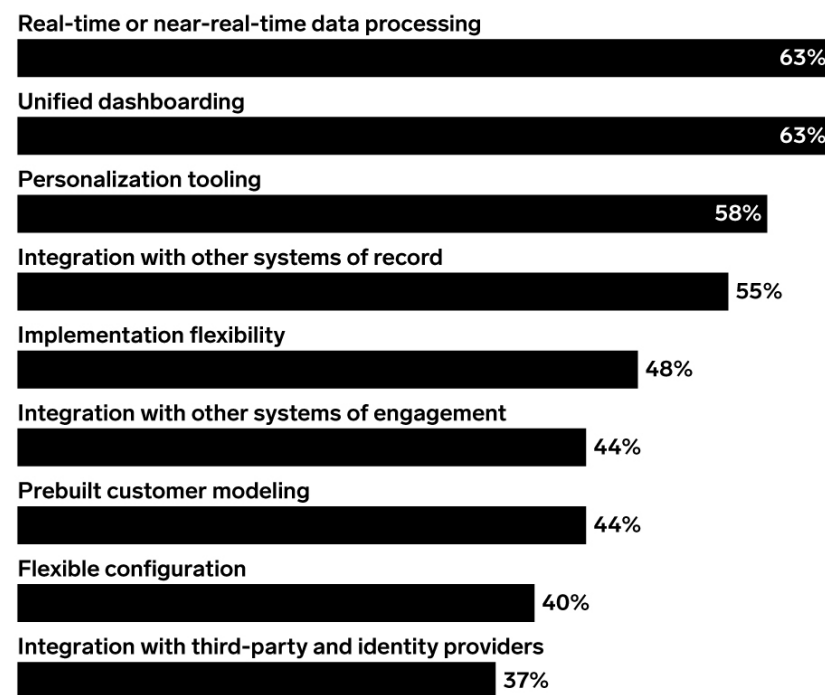 Real-time or near-real-time data processing
63%
Unified dashboarding
63%
Personalization tooling
58%
Integration with other systems of record
55%
Implementation flexibility
48%
Integration with other systems of engagement
44%
Prebuilt customer modeling
44%
Flexible configuration
40%
Integration with third-party and identity providers
37%